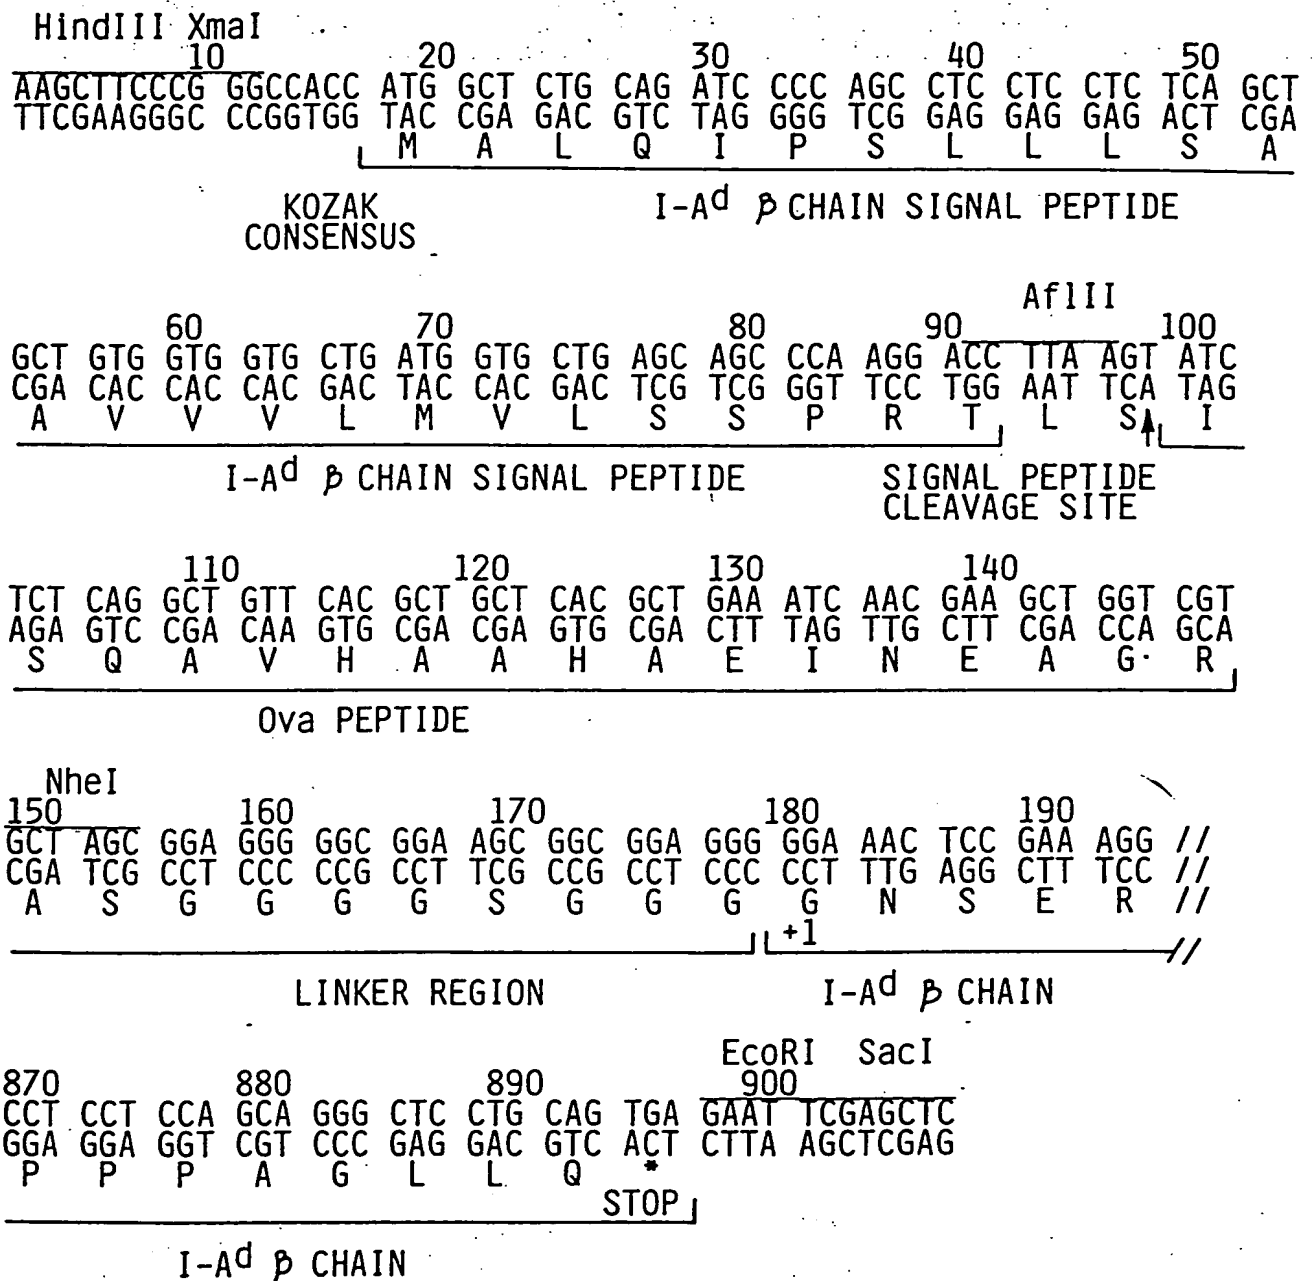 HindIII XmaI
10 20 30 40 50
AAGCTTCCCG GGCCACC ATG GCT CTG CAG ATC CCC AGC CTC CTC CTC TCA GCT
TTCGAAGGGC CCGGTGG TAC CGA GAC GTC TAG GGG TCG GAG GAG GAG ACT CGA
M A L Q I P S L L L S A
KOZAK CONSENSUS
I-Ad β CHAIN SIGNAL PEPTIDE
AflII
60 70 80 90 100
GCT GTG GTG GTG CTG ATG GTG CTG AGC AGC CCA AGG ACC TTA AGT ATC
CGA CAC CAC CAC GAC TAC CAC GAC TCG TCG GGT TCC TGG AAT TCA TAG
A V V V L M V L S S P R T L S I
I-Ad β CHAIN SIGNAL PEPTIDE
SIGNAL PEPTIDE
CLEAVAGE SITE
110 120 130 140
TCT CAG GCT GTT CAC GCT GCT CAC GCT GAA ATC AAC GAA GCT GGT CGT
AGA GTC CGA CAA GTG CGA CGA GTG CGA CTT TAG TTG CTT CGA CCA GCA
S Q A V H A A H A E I N E A G R
Ova PEPTIDE
NheI
150 160 170 180 190
GCT AGC GGA GGG GGC GGA AGC GGC GGA GGG GGA AAC TCC GAA AGG //
CGA TCG CCT CCC CCG CCT TCG CCG CCT CCC CCT TTG AGG CTT TCC //
A S G G G G S G G G G N S E R //
+1
LINKER REGION I-Ad β CHAIN
EcoRI SacI
870 880 890 900
CCT CCT CCA GCA GGG CTC CTG CAG TGA GAAT TCGAGCTC
GGA GGA GGT CGT CCC GAG GAC GTC ACT CTTA AGCTCGAG
P P P A G L L Q *
STOP
I-Ad β CHAIN